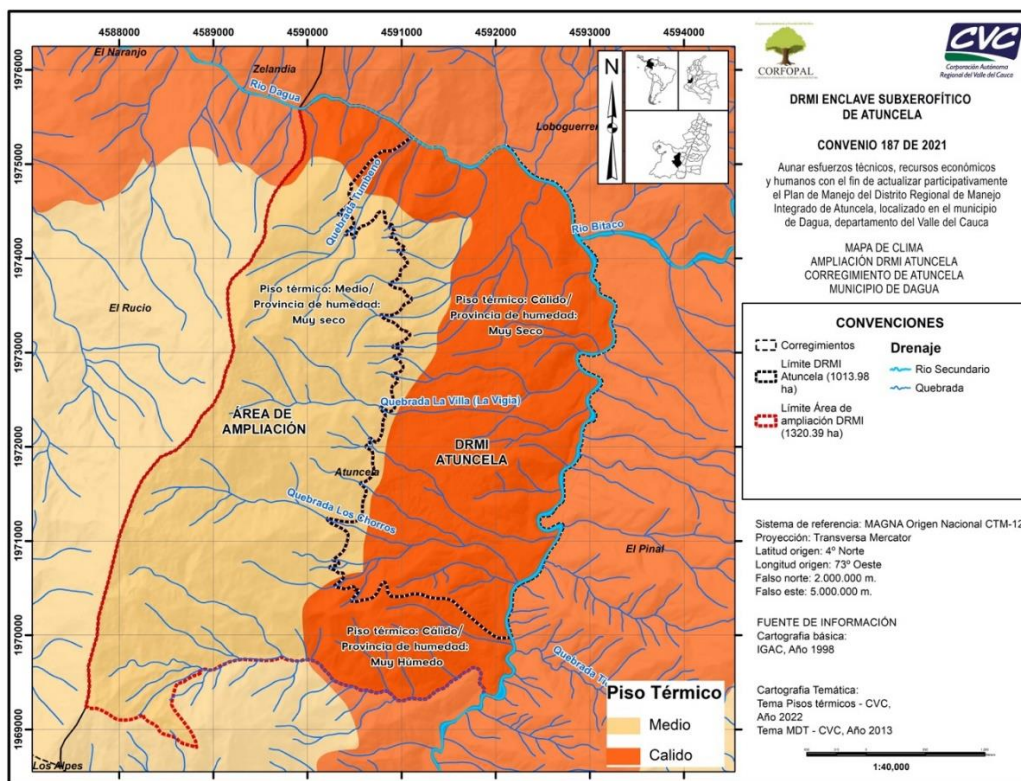 4588000 4589000 4590000 4591000 4592000 4593000 4594000
1976000
1975000
1974000
1973000
1972000
1971000
1970000
1969000
El Naranjo
Zelandia
Rio Dagua
Loboguerrer
Quebrada Tumbeno
Rio Bitaco
El Rucio
Piso térmico: Medio/
Provincia de humedad:
Muy seco
Piso térmico: Cálido/
Provincia de humedad:
Muy Seco
Quebrada La Villa (La Vigia)
ÁREA DE
AMPLIACIÓN
DRMI
ATUNCELA
Atuncela
Quebrada Los Chorros
El Pinal
Piso térmico: Cálido/
Provincia de humedad:
Muy Húmedo
Los Alpes
Piso Térmico
Medio
Calido
N
CORFOPAL
CVC
Corporación Autónoma
Regional del Valle del Cauca
DRMI ENCLAVE SUBXEROFÍTICO
DE ATUNCELA
CONVENIO 187 DE 2021
Aunar esfuerzos técnicos, recursos económicos
y humanos con el fin de actualizar participativamente
el Plan de Manejo del Distrito Regional de Manejo
Integrado de Atuncela, localizado en el municipio
de Dagua, departamento del Valle del Cauca
MAPA DE CLIMA
AMPLIACIÓN DRMI ATUNCELA
CORREGIMIENTO DE ATUNCELA
MUNICIPIO DE DAGUA
CONVENCIONES
Corregimientos
Límite DRMI
Atuncela (1013.98
ha)
Límite Área de
ampliación DRMI
(1320.39 ha)
Drenaje
Rio Secundario
Quebrada
Sistema de referencia: MAGNA Origen Nacional CTM-12
Proyección: Transversa Mercator
Latitud origen: 4º Norte
Longitud origen: 73º Oeste
Falso norte: 2.000.000 m.
Falso este: 5.000.000 m.
FUENTE DE INFORMACIÓN
Cartografia básica:
IGAC, Año 1998
Cartografia Temática:
Tema Pisos térmicos - CVC,
Año 2022
Tema MDT - CVC, Año 2013
1:40,000